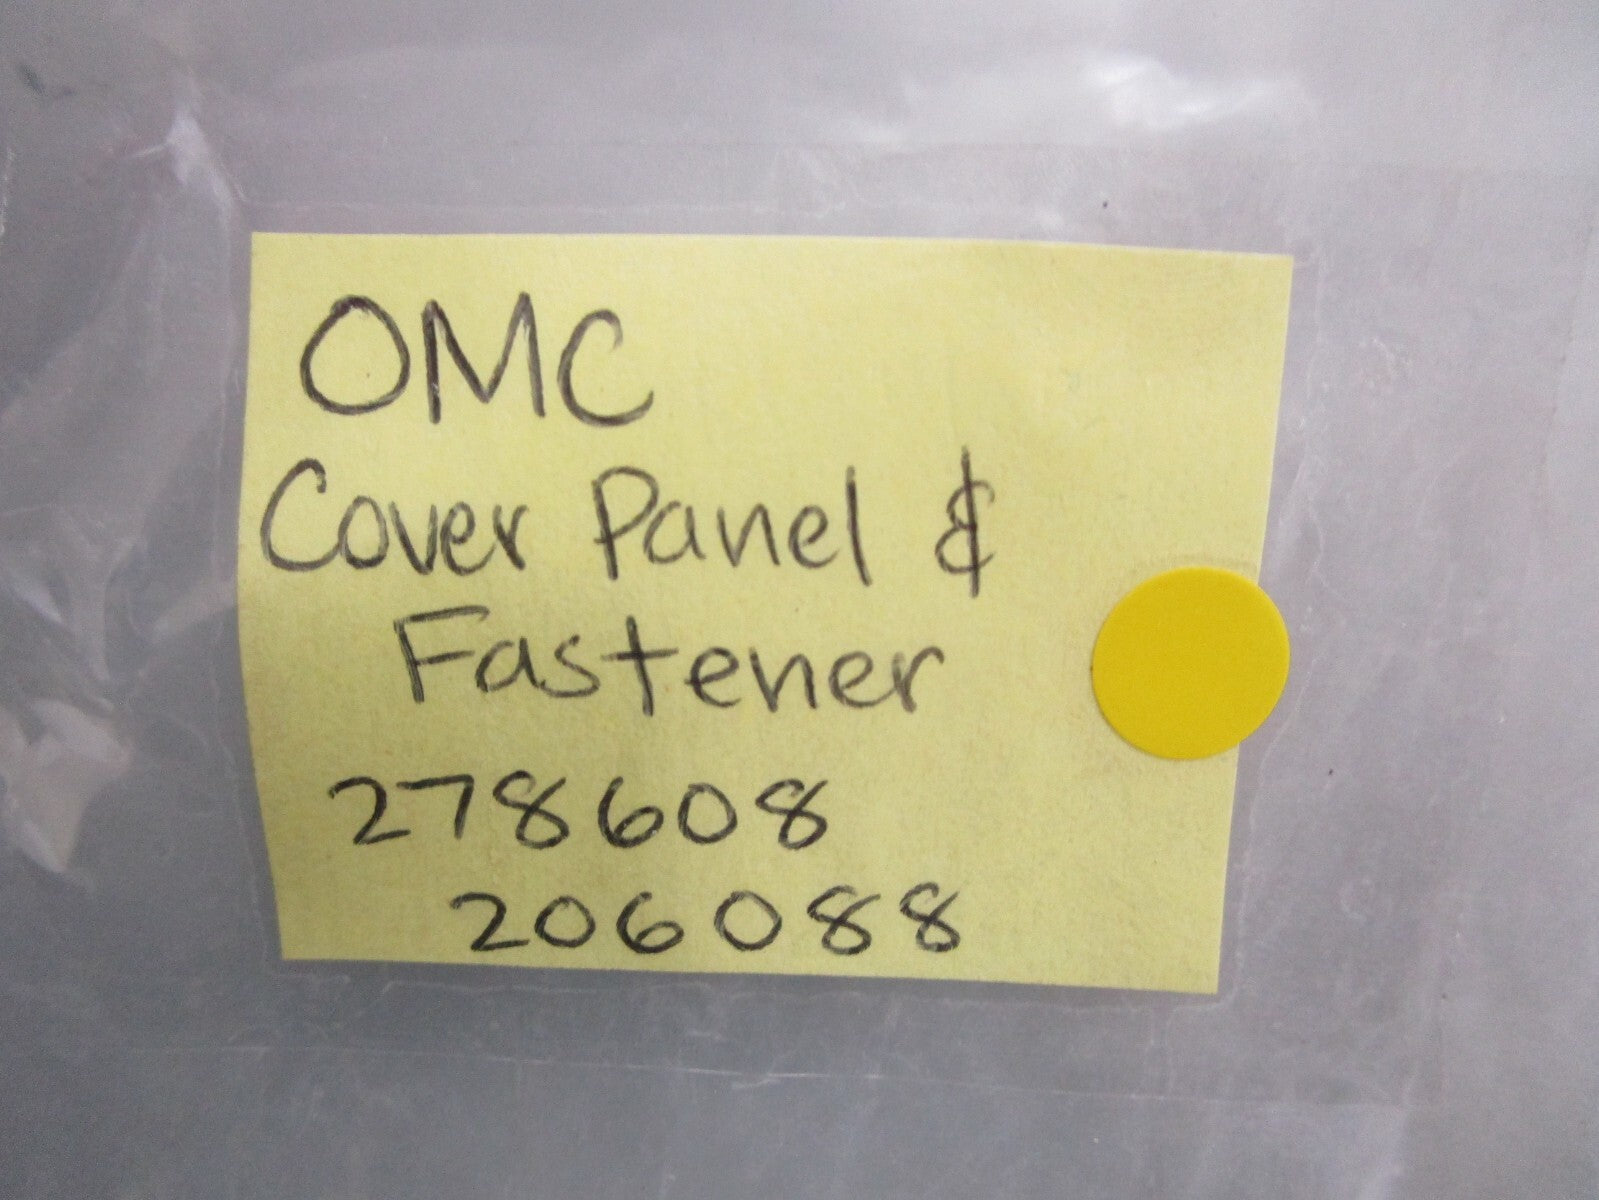 OMC
Cover Panel &
Fastener
278608
206088